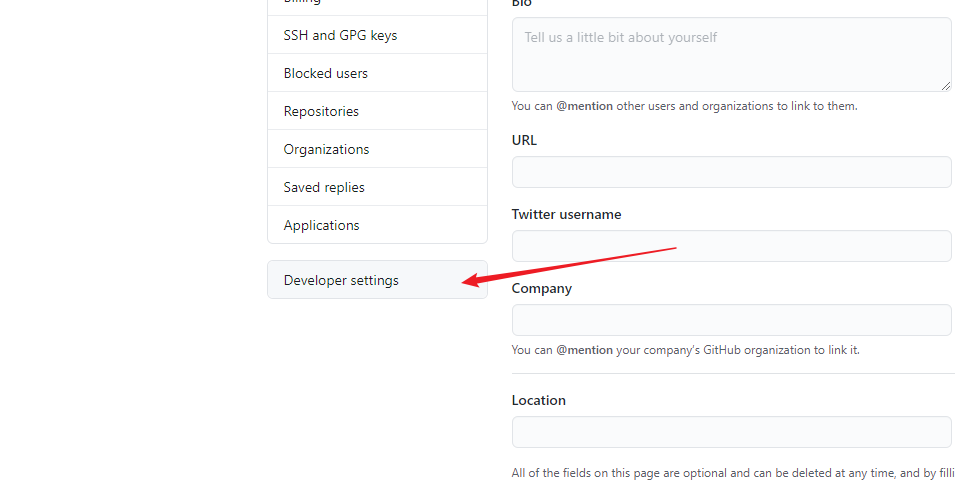 Billing
SSH and GPG keys
Blocked users
Repositories
Organizations
Saved replies
Applications
Developer settings
Bio
Tell us a little bit about yourself
You can @mention other users and organizations to link to them.
URL
Twitter username
Company
You can @mention your company's GitHub organization to link it.
Location
All of the fields on this page are optional and can be deleted at any time, and by filli